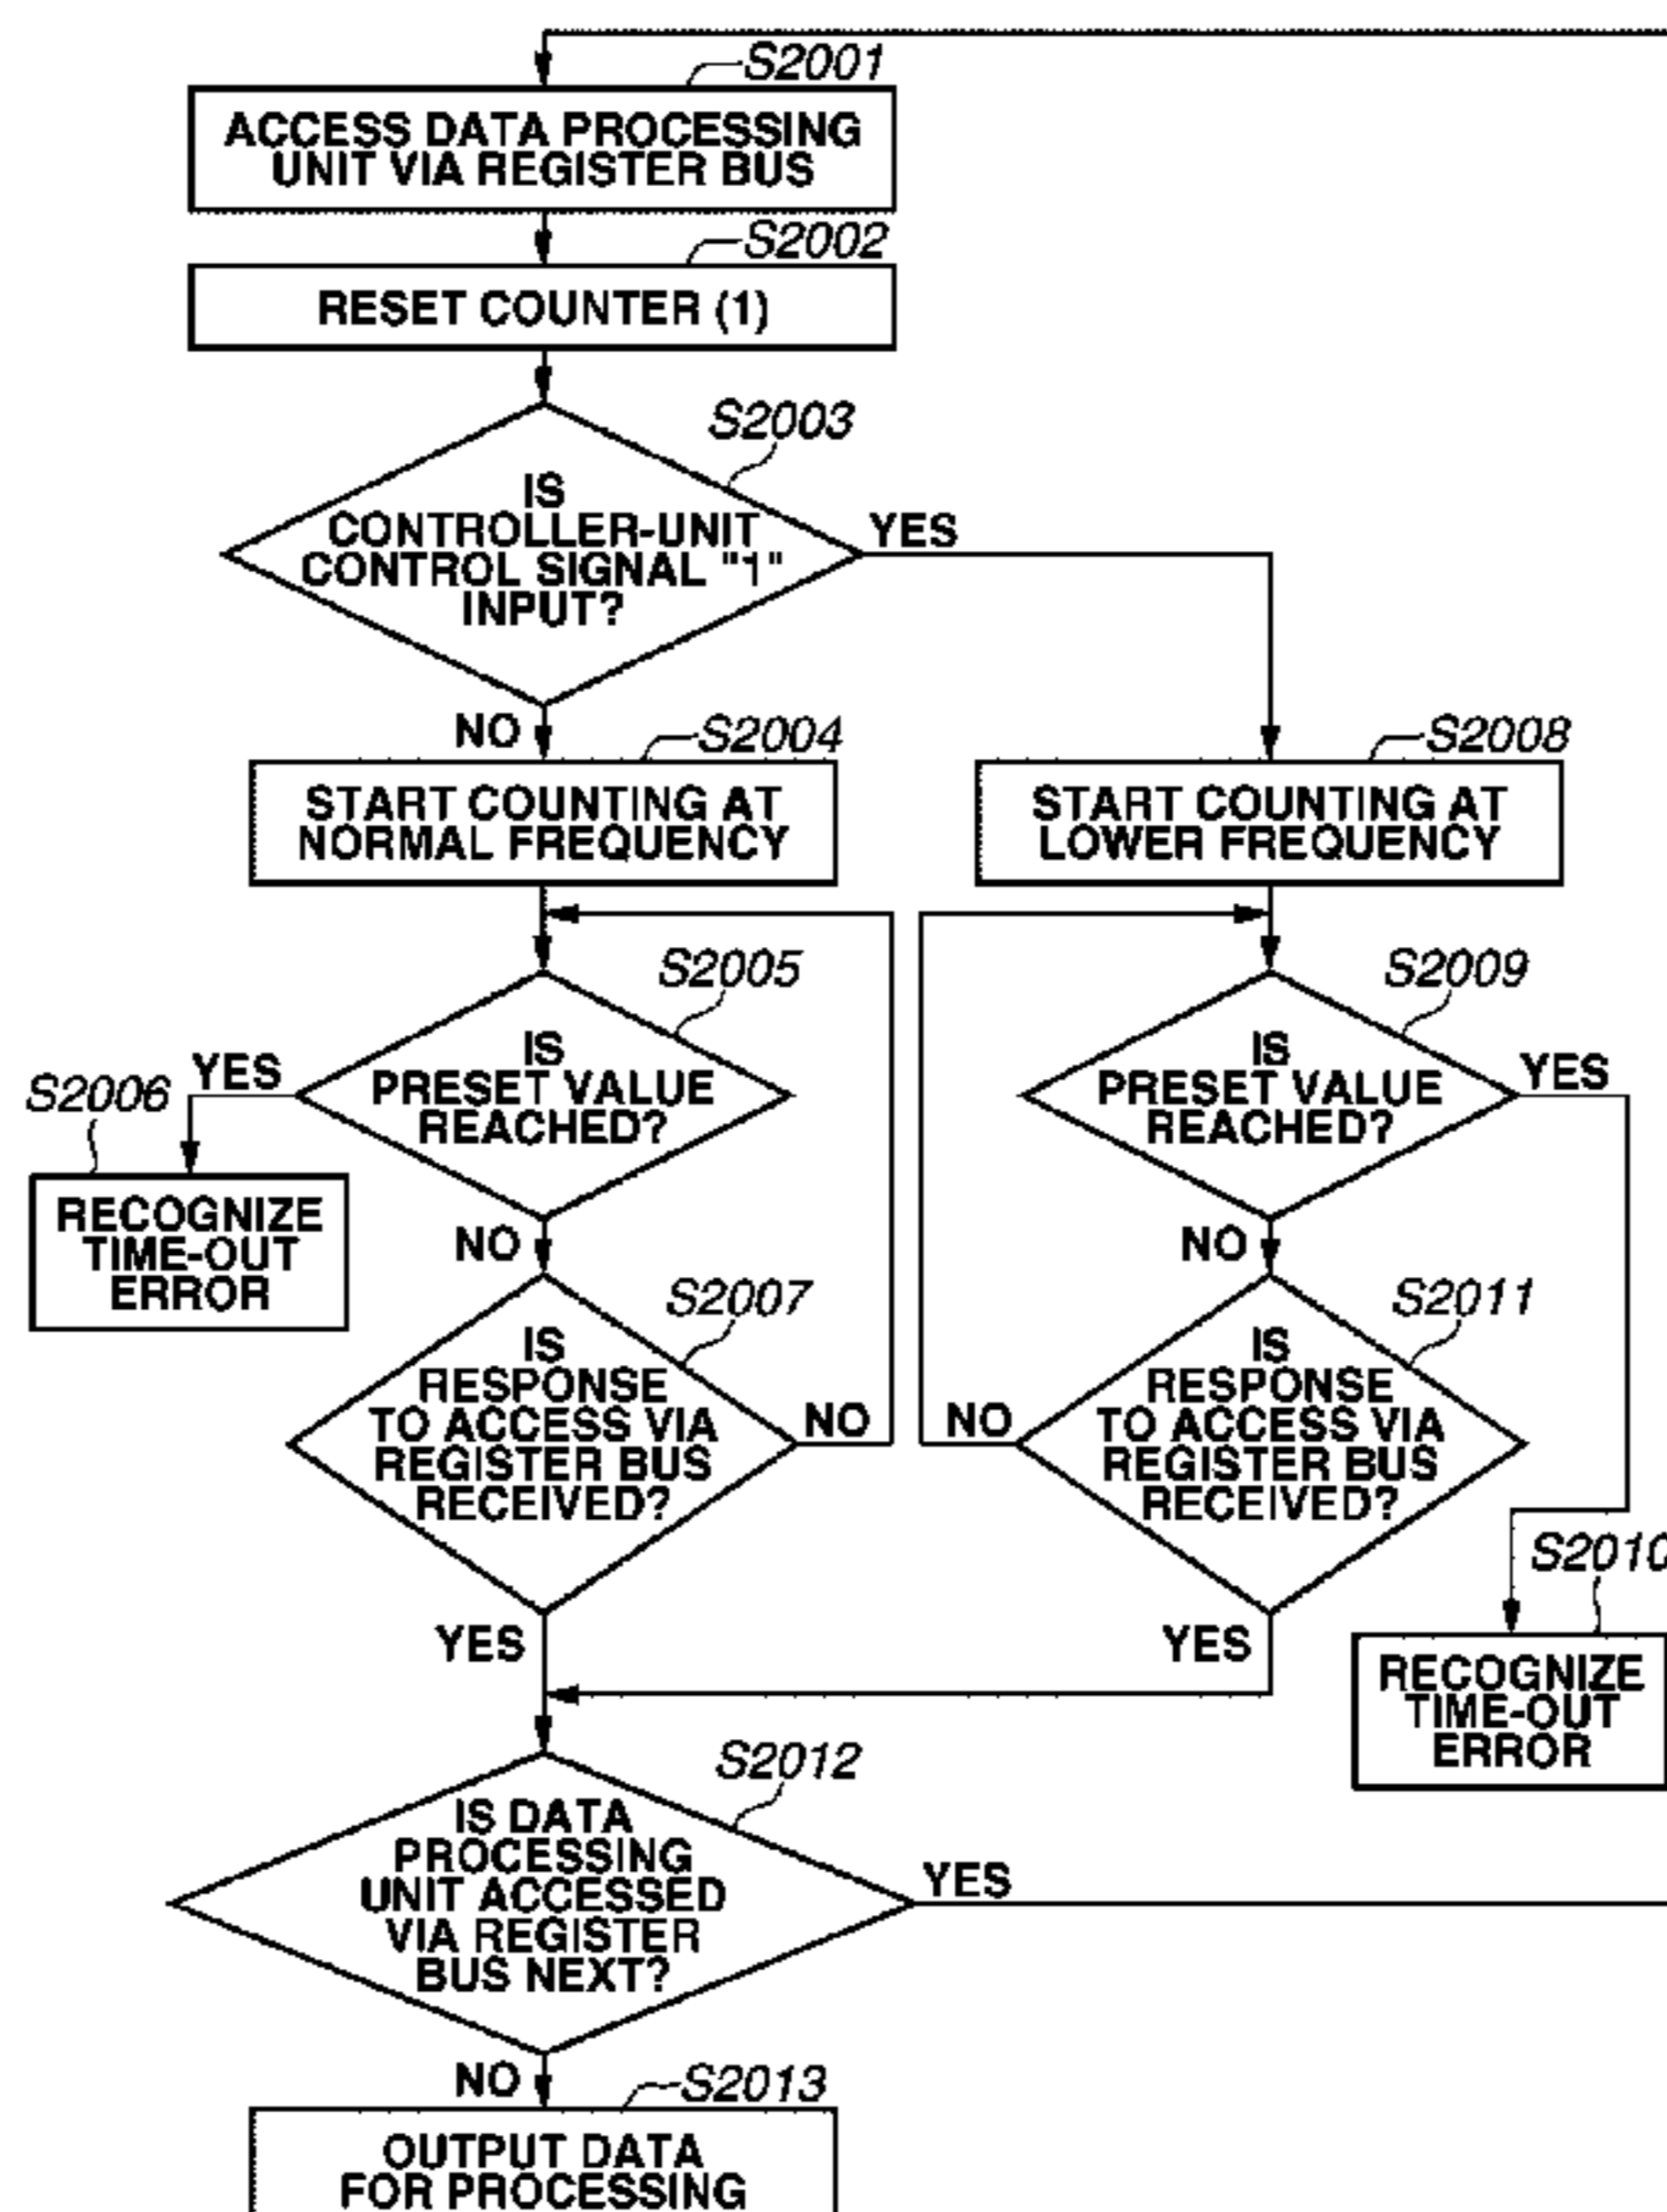 S2001
ACCESS DATA PROCESSING
UNIT VIA REGISTER BUS
S2002
RESET COUNTER (1)
S2003
IS
CONTROLLER-UNIT
CONTROL SIGNAL "1"
INPUT?
YES
NO
S2004
START COUNTING AT
NORMAL FREQUENCY
S2008
START COUNTING AT
LOWER FREQUENCY
S2005
IS
PRESET VALUE
REACHED?
YES
S2006
RECOGNIZE
TIME-OUT
ERROR
NO
S2009
IS
PRESET VALUE
REACHED?
YES
NO
S2007
IS
RESPONSE
TO ACCESS VIA
REGISTER BUS
RECEIVED?
NO
YES
S2011
IS
RESPONSE
TO ACCESS VIA
REGISTER BUS
RECEIVED?
NO
YES
S2010
RECOGNIZE
TIME-OUT
ERROR
S2012
IS DATA
PROCESSING
UNIT ACCESSED
VIA REGISTER
BUS NEXT?
YES
NO
S2013
OUTPUT DATA
FOR PROCESSING